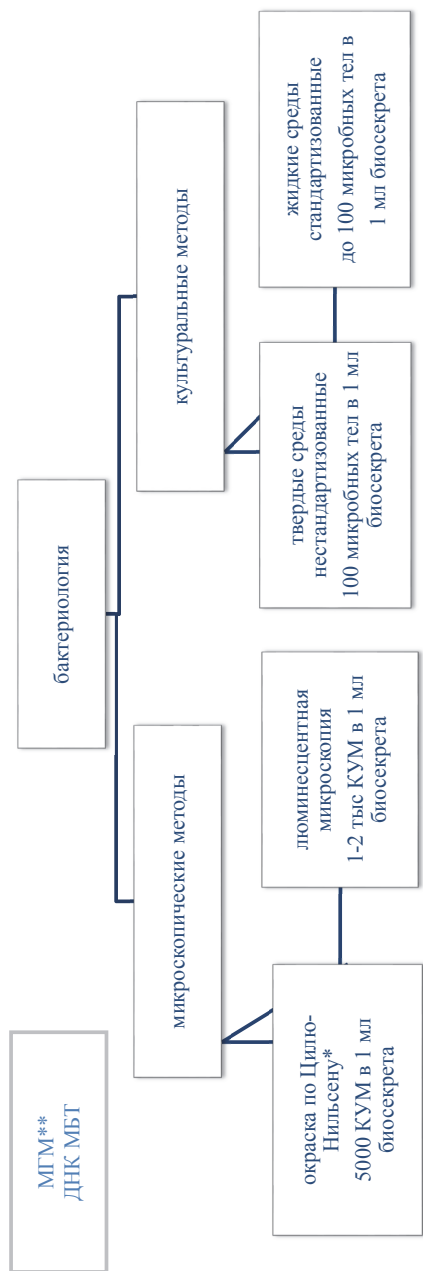 МГМ**
ДНК МБТ
бактериология
микроскопические методы
культуральные методы
окраска по Цилю-
Нильсену*
5000 КУМ в 1 мл
биосекрета
люминесцентная
микроскопия
1-2 тыс КУМ в 1 мл
биосекрета
твердые среды
нестандартизованные
100 микробных тел в 1 мл
биосекрета
жидкие среды
стандартизованные
до 100 микробных тел в
1 мл биосекрета